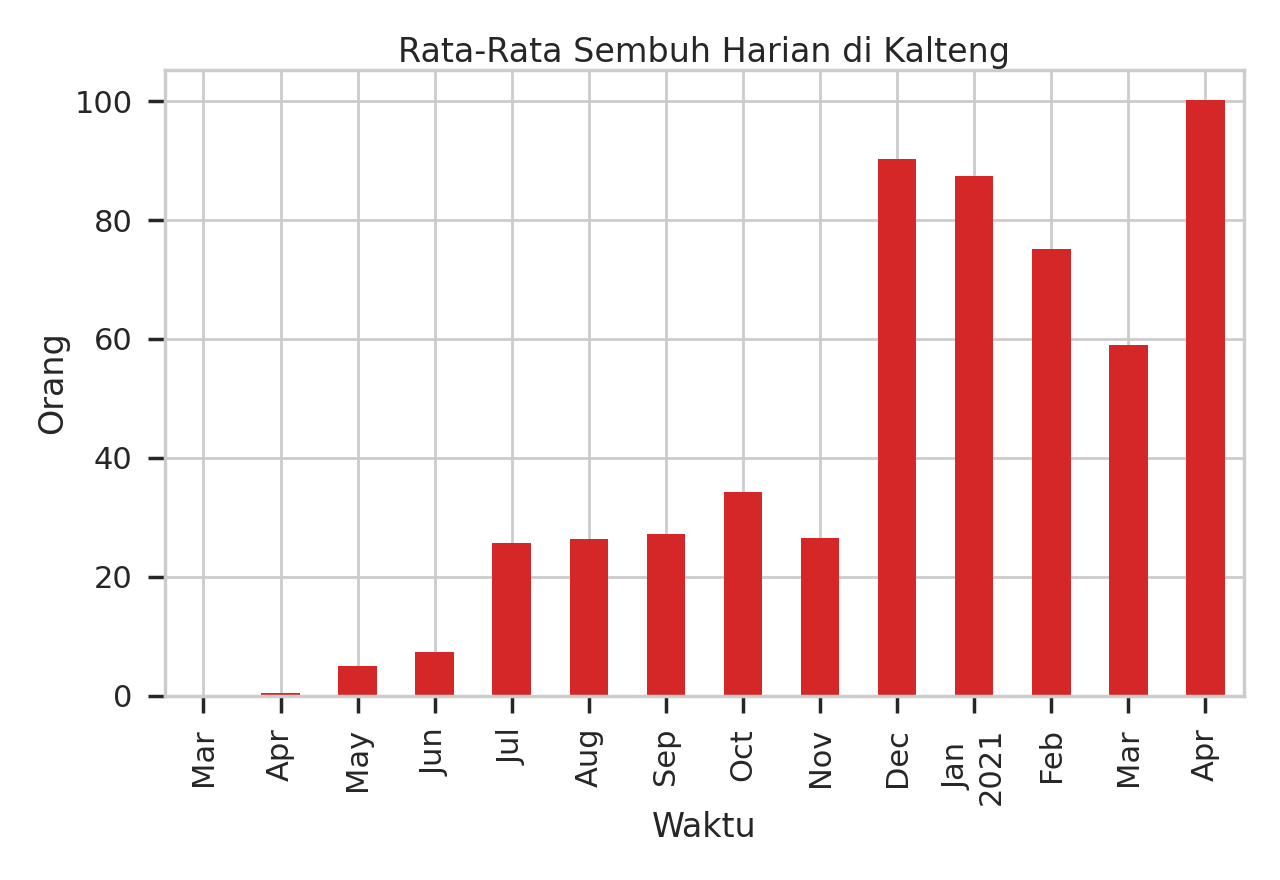 Rata-Rata Sembuh Harian di Kalteng
100
80
60
40
20
0
Orang
Mar
Apr
May
Jun
Jul
Aug
Sep
Oct
Nov
Dec
Jan
2021
Feb
Mar
Apr
Waktu